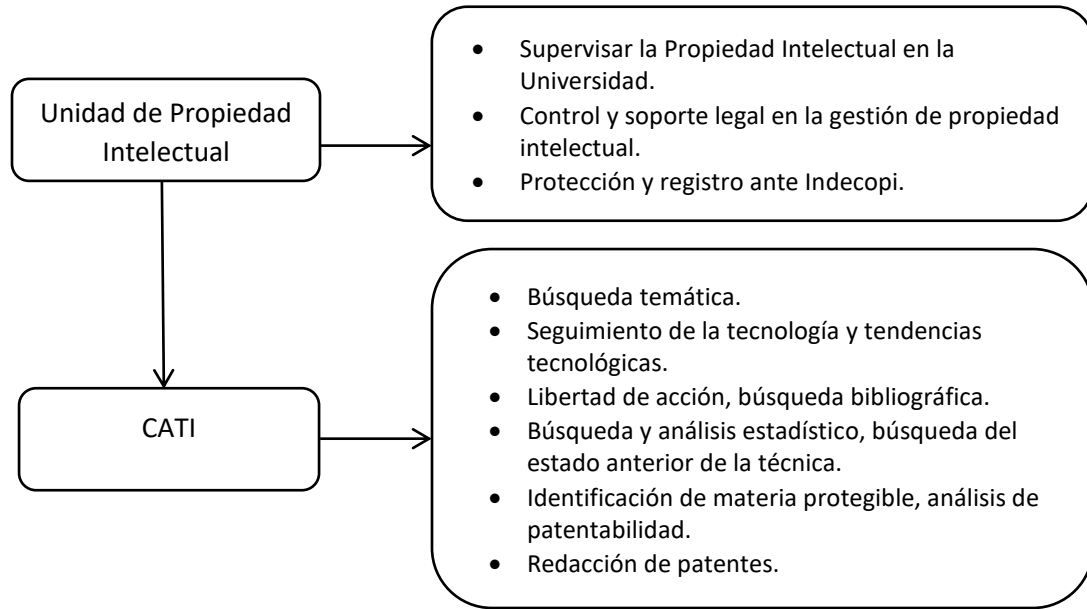 Unidad de Propiedad
Intelectual
• Supervisar la Propiedad Intelectual en la
Universidad.
• Control y soporte legal en la gestión de propiedad
intelectual.
• Protección y registro ante Indecopi.
CATI
• Búsqueda temática.
• Seguimiento de la tecnología y tendencias
tecnológicas.
• Libertad de acción, búsqueda bibliográfica.
• Búsqueda y análisis estadístico, búsqueda del
estado anterior de la técnica.
• Identificación de materia protegible, análisis de
patentabilidad.
• Redacción de patentes.